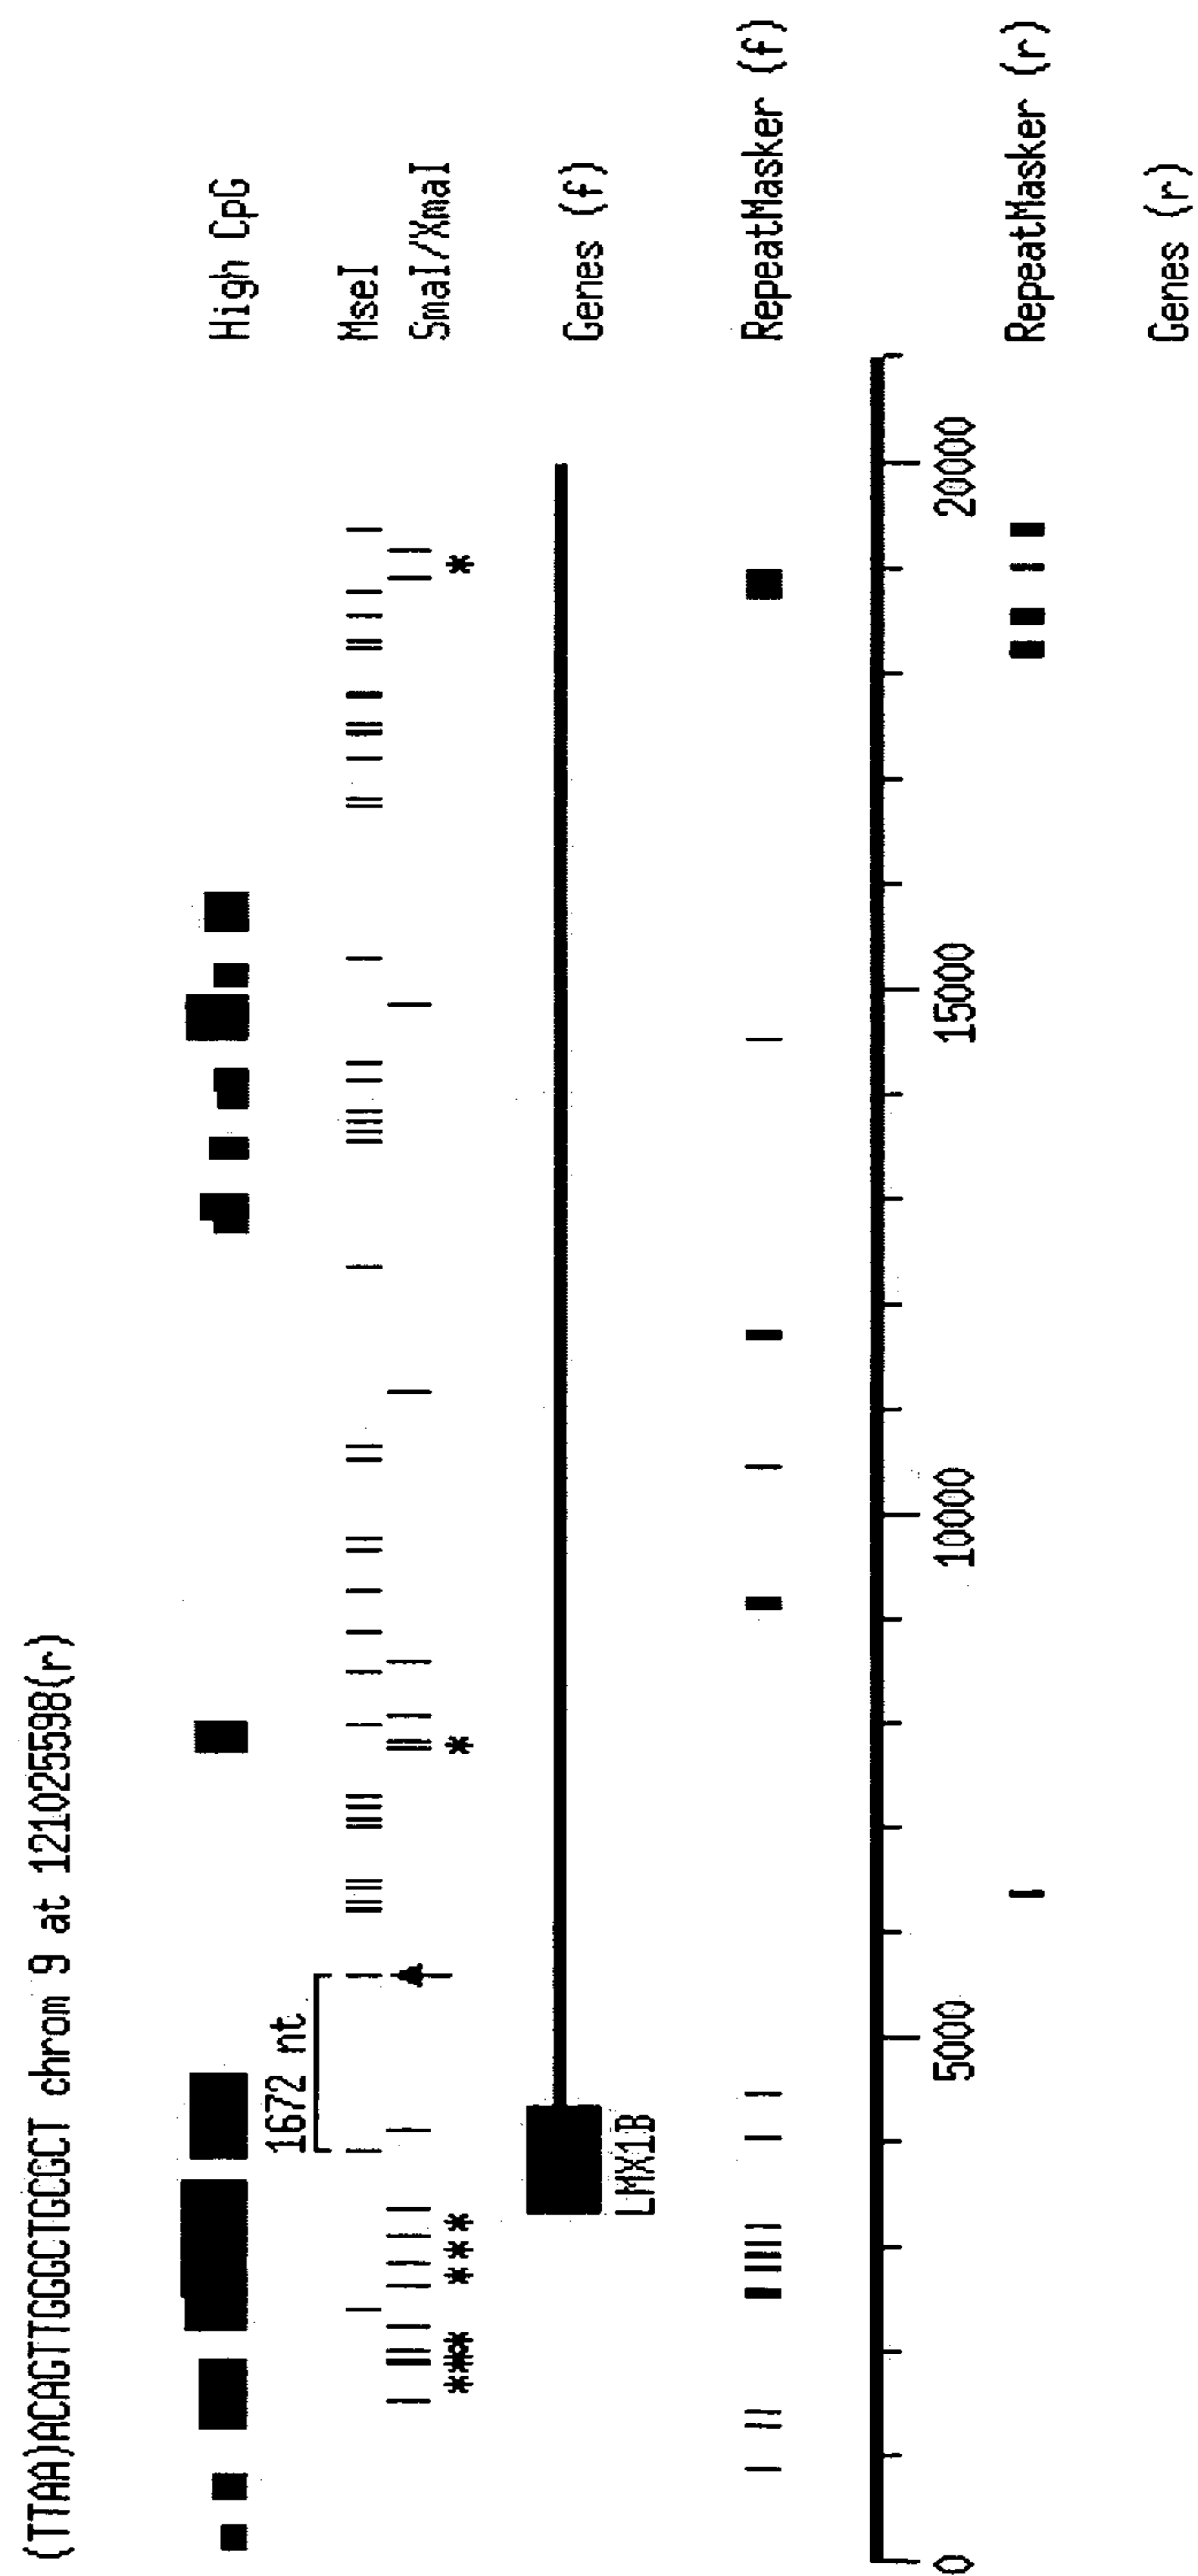 (TTAA)ACAGTTGGGCTGCGCT chrom 9 at 121025598(r)
High CpG
1672 nt
MseI
SmaI/XmaI
* * * * * * * * *
Genes (f)
LMX1B
RepeatMasker (f)
0 5000 10000 15000 20000
RepeatMasker (r)
Genes (r)